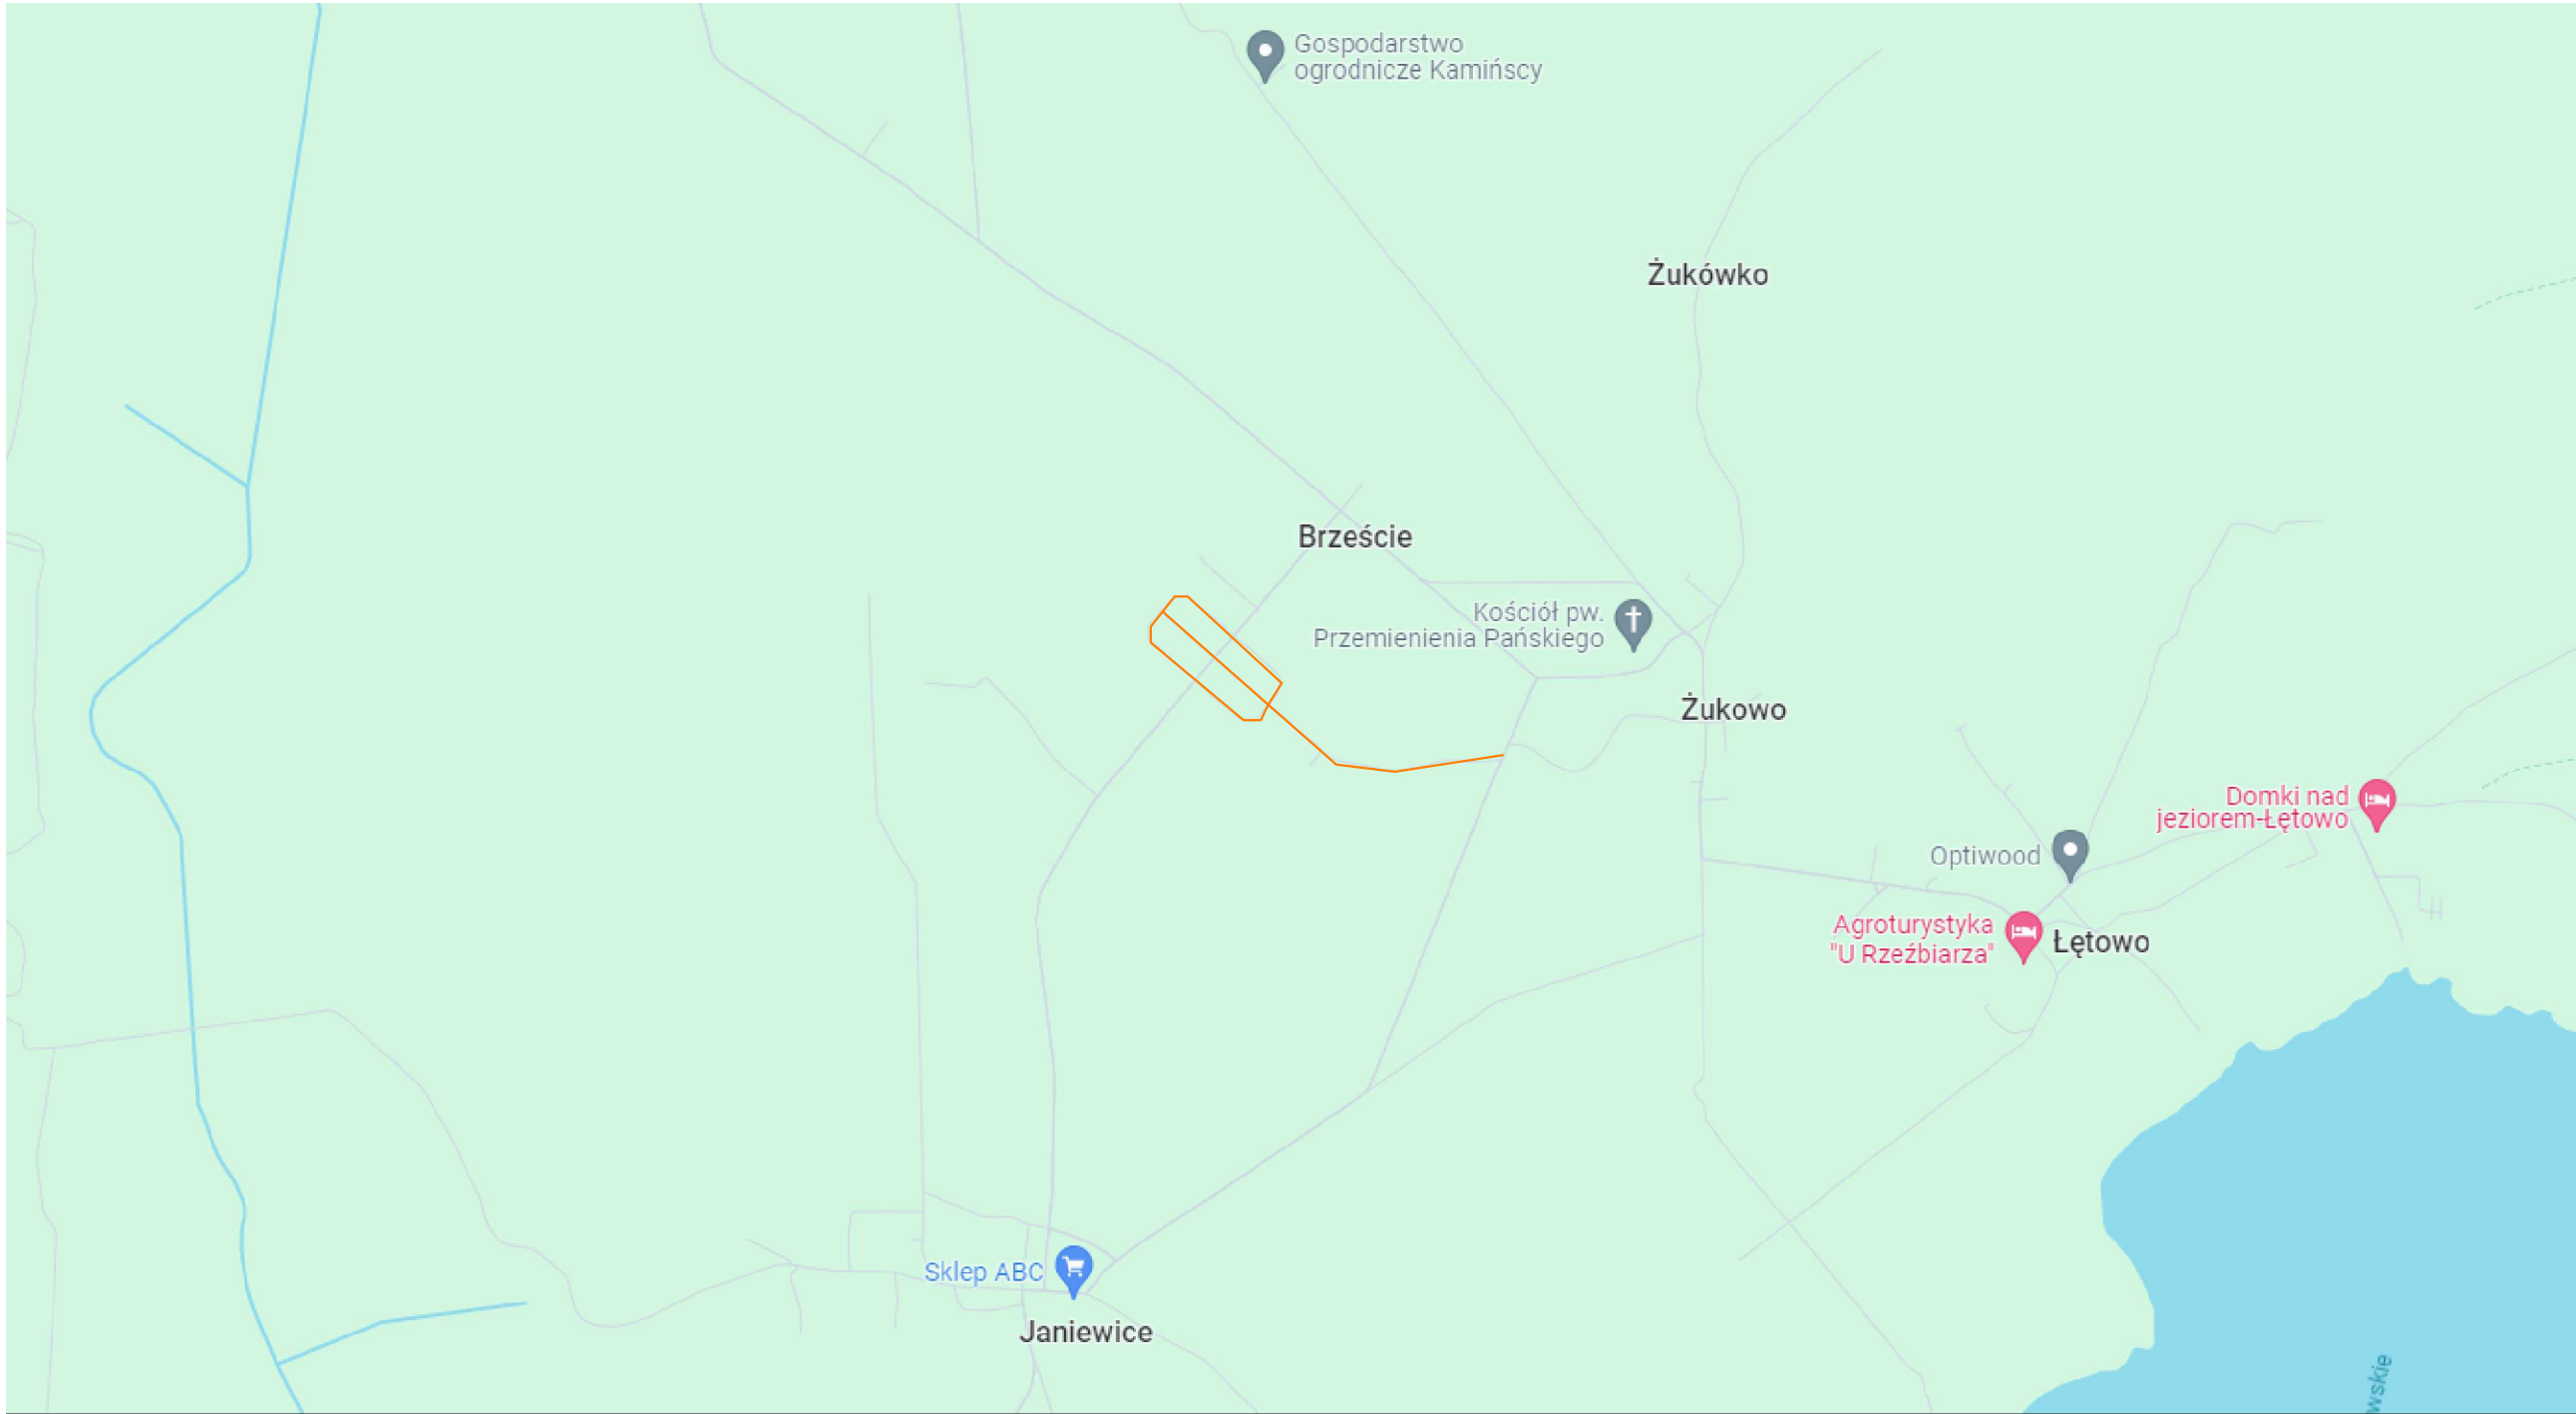 Gospodarstwo
ogrodnicze Kamińscy
Żukówko
Brzeście
Kościół pw.
Przemienienia Pańskiego
Żukowo
Domki nad
jeziorem-Łętowo
Optiwood
Agroturystyka
"U Rzeźbiarza"
Łętowo
Sklep ABC
Janiewice
wskie